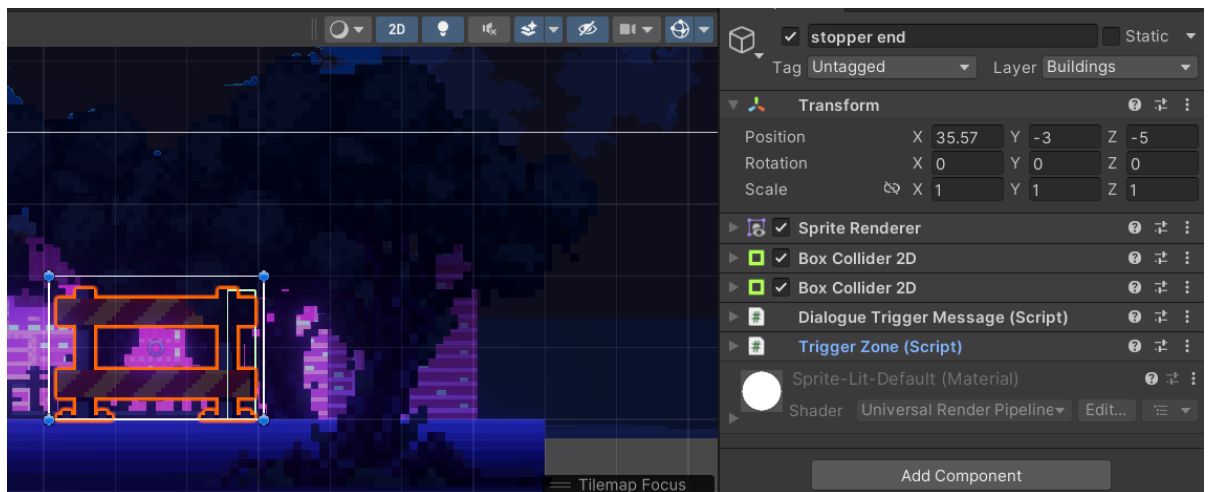 2D
stopper end
Static
Tag Untagged
Layer Buildings
Transform
Position X 35.57 Y -3 Z -5
Rotation X 0 Y 0 Z 0
Scale X 1 Y 1 Z 1
Sprite Renderer
Box Collider 2D
Box Collider 2D
# Dialogue Trigger Message (Script)
# Trigger Zone (Script)
Sprite-Lit-Default (Material)
Shader Universal Render Pipeline Edit...
Tilemap Focus
Add Component